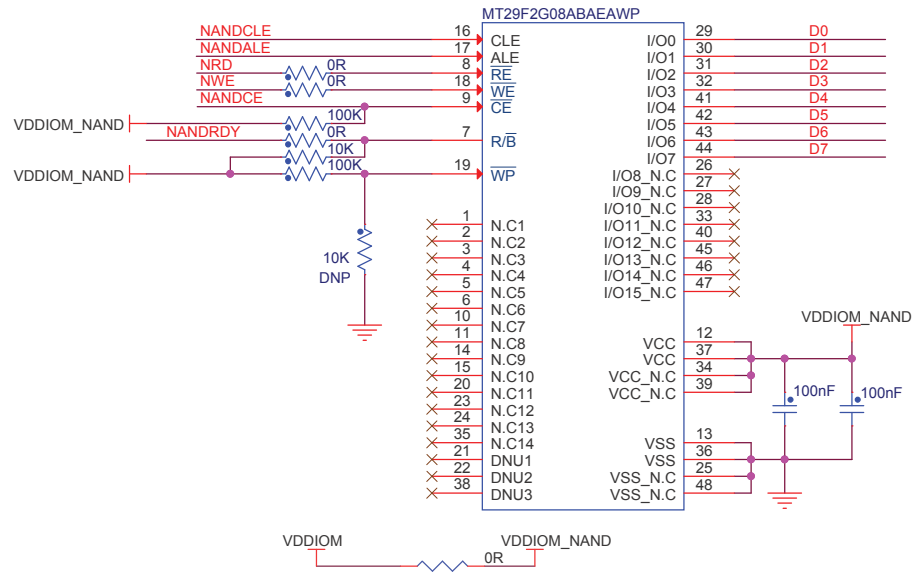 MT29F2G08ABAEAWP
NANDCLE 16 CLE I/O0 29 D0
NANDALE 17 ALE I/O1 30 D1
NRD 0R 8 RE I/O2 31 D2
NWE 0R 18 WE I/O3 32 D3
NANDCE 9 CE I/O4 41 D4
VDDIOM_NAND 100K I/O5 42 D5
NANDRDY 0R 7 R/B I/O6 43 D6
10K I/O7 44 D7
VDDIOM_NAND 100K 19 WP I/O8_N.C 26
I/O9_N.C 27
I/O10_N.C 28
1 N.C1 I/O11_N.C 33
2 N.C2 I/O12_N.C 40
3 N.C3 I/O13_N.C 45
10K 4 N.C4 I/O14_N.C 46
DNP 5 N.C5 I/O15_N.C 47
6 N.C6
10 N.C7 VDDIOM_NAND
11 N.C8 VCC 12
14 N.C9 VCC 37
15 N.C10 VCC_N.C 34
20 N.C11 VCC_N.C 39 100nF 100nF
23 N.C12
24 N.C13
35 N.C14 VSS 13
21 DNU1 VSS 36
22 DNU2 VSS_N.C 25
38 DNU3 VSS_N.C 48
VDDIOM 0R VDDIOM_NAND